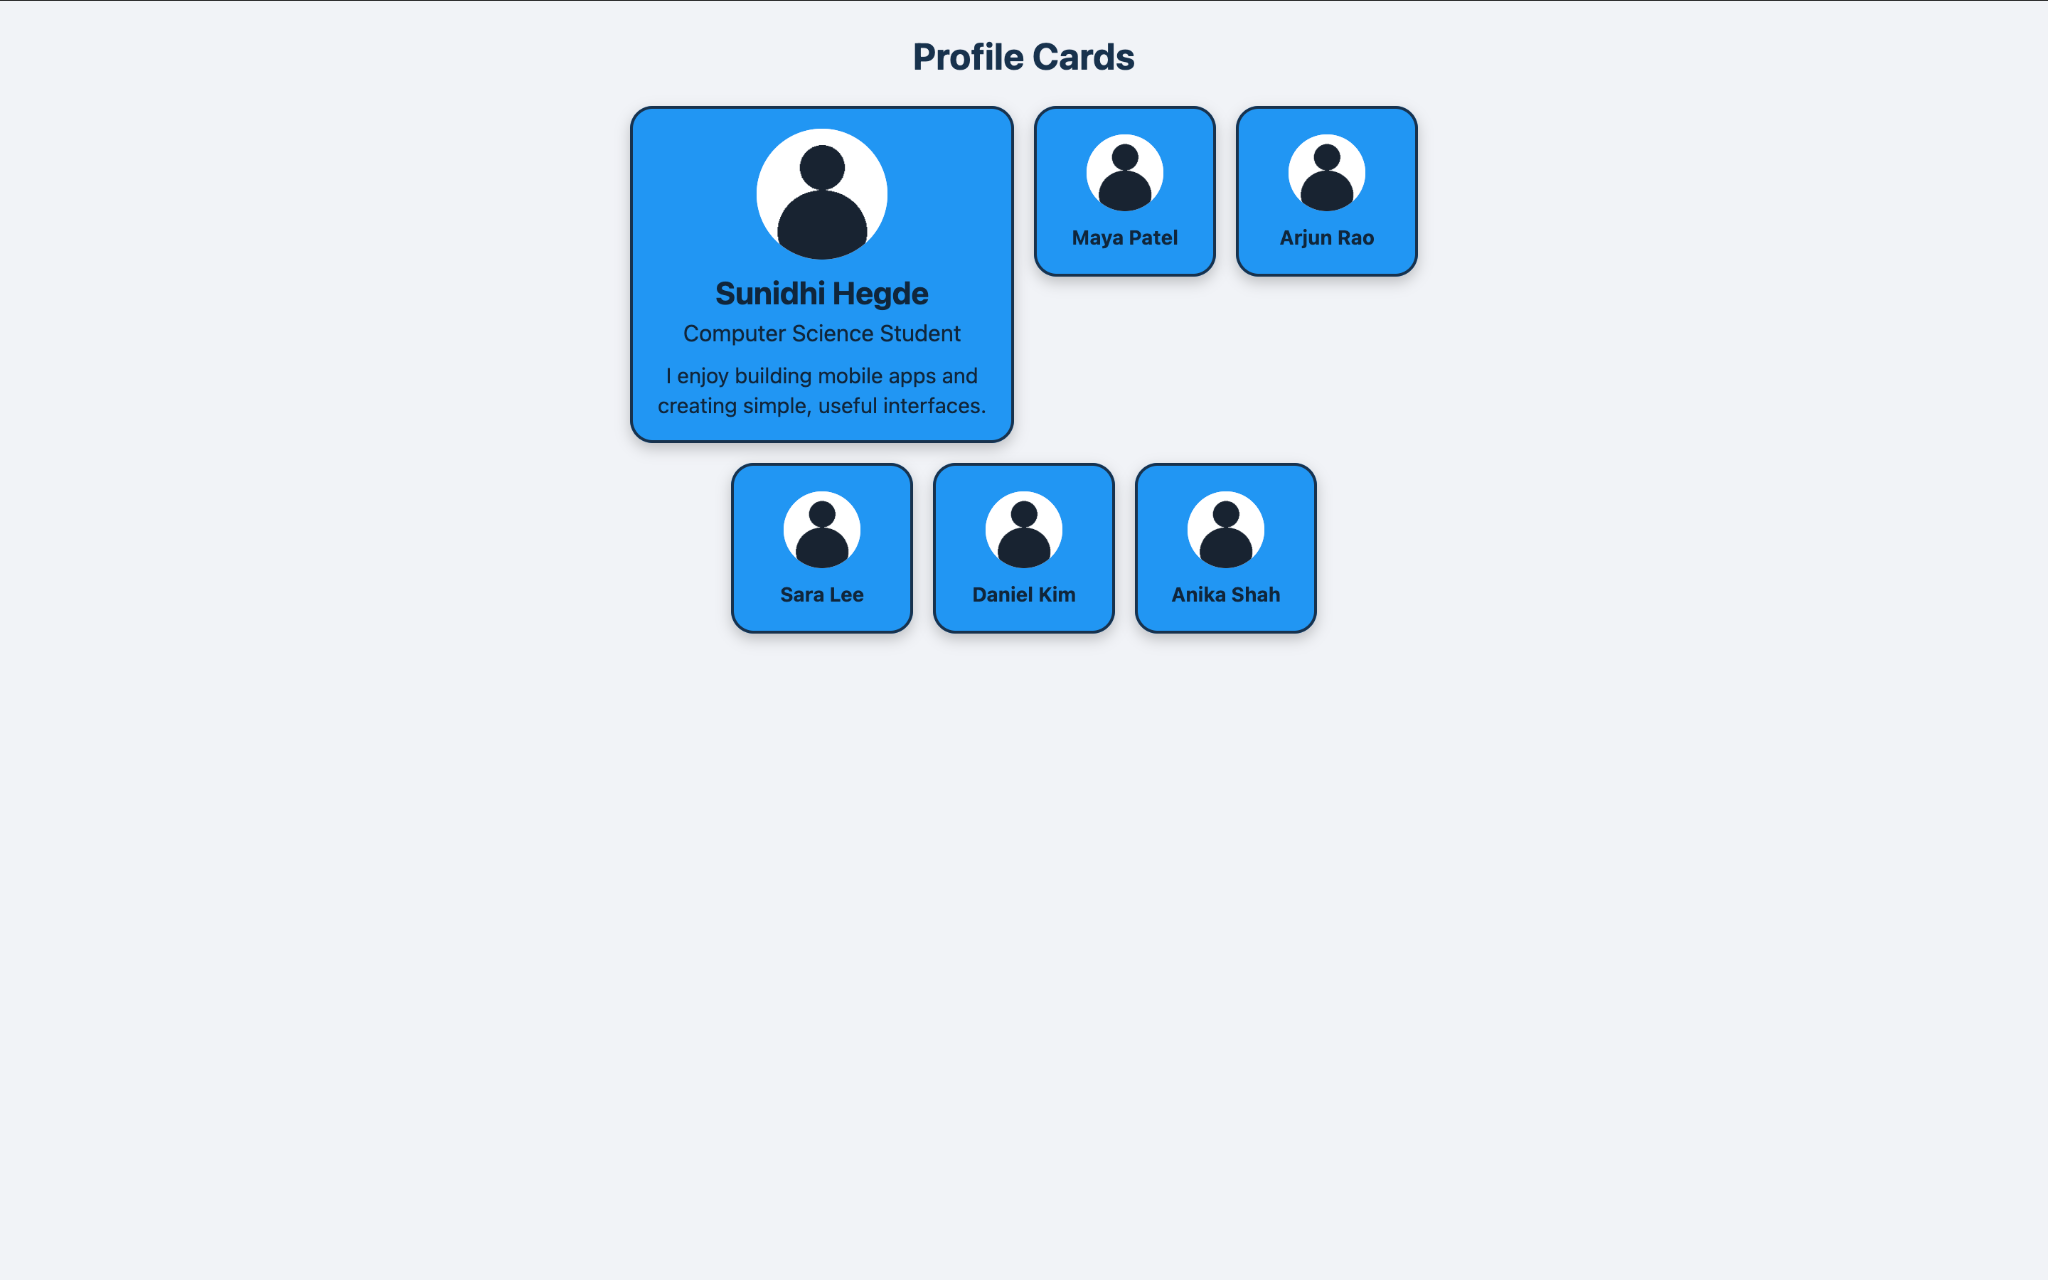 Profile Cards
Sunidhi Hegde
Computer Science Student
I enjoy building mobile apps and
creating simple, useful interfaces.
Maya Patel
Arjun Rao
Sara Lee
Daniel Kim
Anika Shah